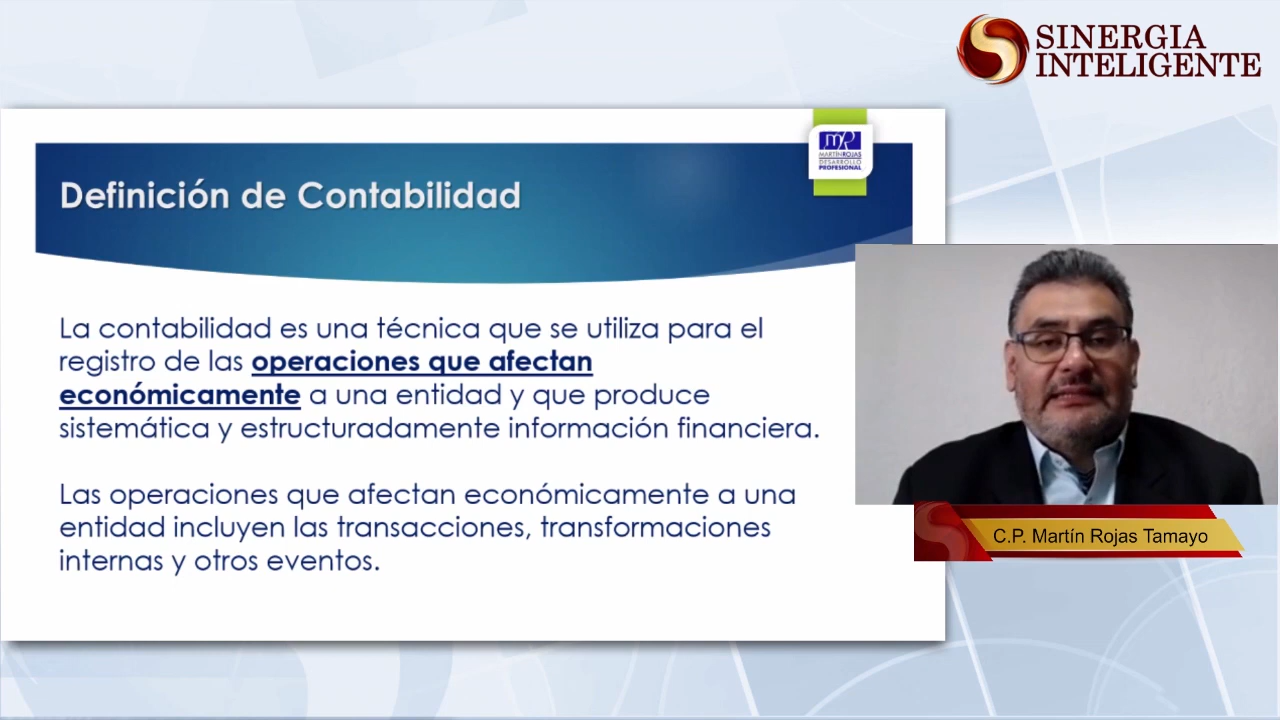 SINERGIA
INTELIGENTE
MR
MARTÍN ROJAS
DESARROLLO
PROFESIONAL
Definición de Contabilidad
La contabilidad es una técnica que se utiliza para el
registro de las operaciones que afectan
económicamente a una entidad y que produce
sistemática y estructuradamente información financiera.
Las operaciones que afectan económicamente a una
entidad incluyen las transacciones, transformaciones
internas y otros eventos.
C.P. Martín Rojas Tamayo